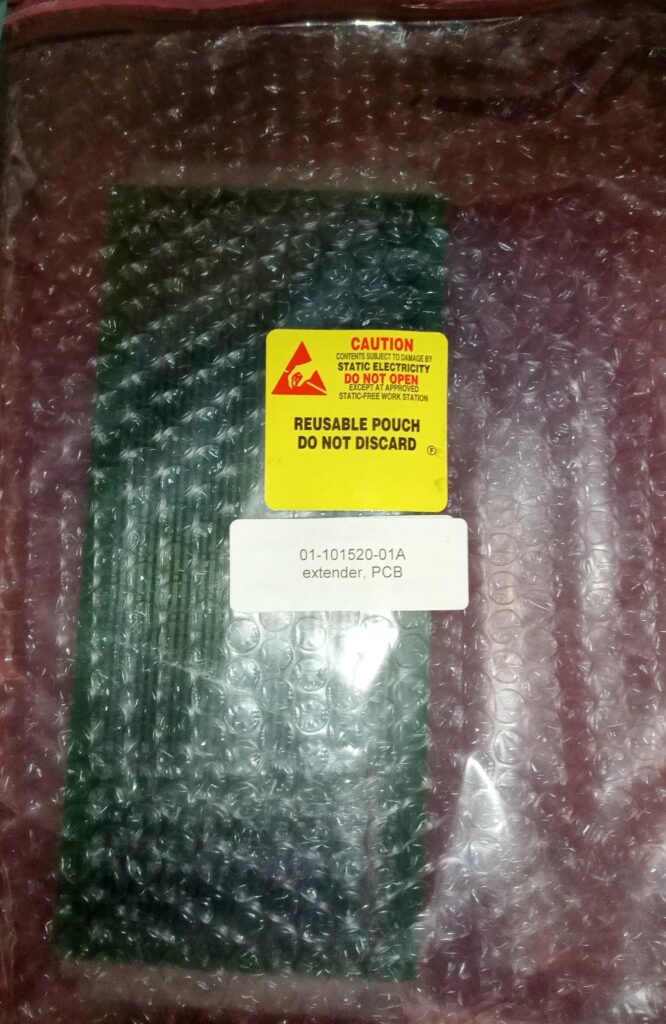 CAUTION
CONTENTS SUBJECT TO DAMAGE BY
STATIC ELECTRICITY
DO NOT OPEN
EXCEPT AT APPROVED
STATIC-FREE WORK STATION
REUSABLE POUCH
DO NOT DISCARD
F
01-101520-01A
extender, PCB